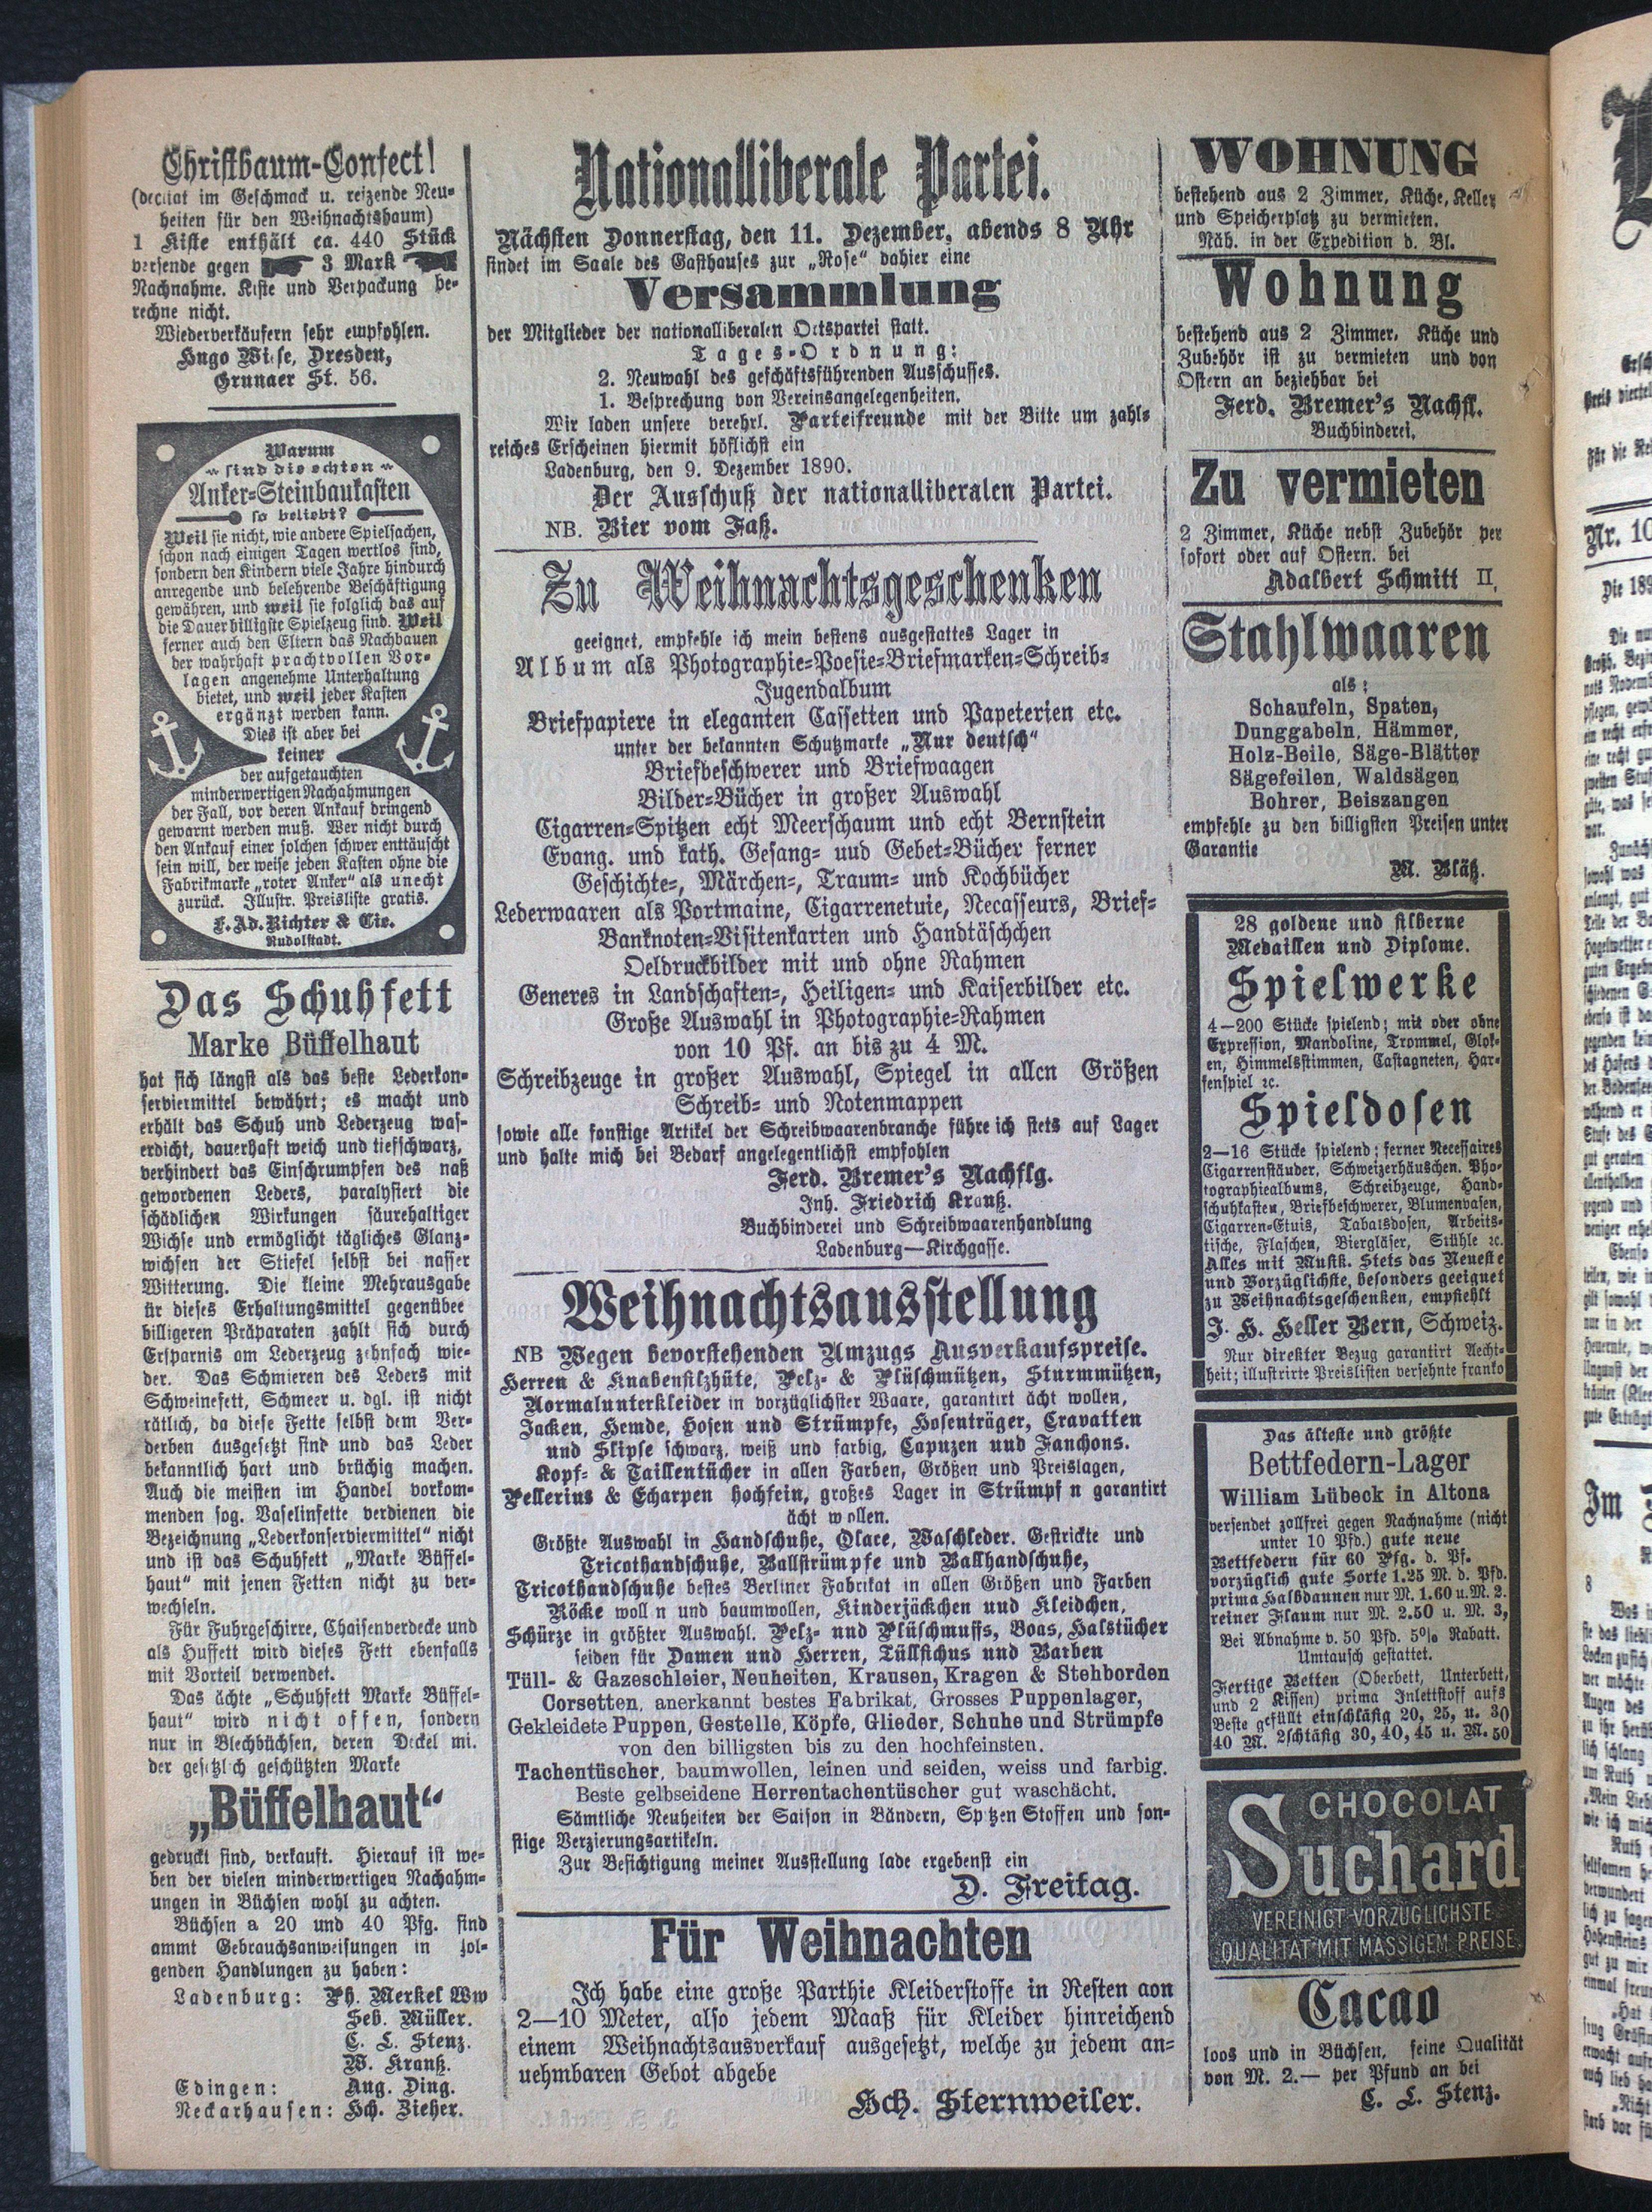 Christbaum-Confect!
(decitat im Geschmack u. reizende Neu-
heiten für den Weihnachtsbaum)
1 Kiste enthält ca. 440 Stück
versende gegen 3 Mark
Nachnahme. Kiste und Verpackung be-
rechne nicht.
Wiederverkäufern sehr empfohlen.
Hugo Wiese, Dresden,
Grunaer St. 56.
Warum
sind die echten
Anker-Steinbaukasten
so beliebt?
Weil sie nicht, wie andere Spielsachen,
schon nach einigen Tagen wertlos sind,
sondern den Kindern viele Jahre hindurch
anregende und belehrende Beschäftigung
gewähren, und weil sie folglich das auf
die Dauer billigste Spielzeug sind. Weil
ferner auch den Eltern das Nachbauen
der wahrhaft prachtvollen Vor-
lagen angenehme Unterhaltung
bietet, und weil jeder Kasten
ergänzt werden kann.
Dies ist aber bei
keiner
der aufgetauchten
minderwertigen Nachahmungen
der Fall, vor deren Ankauf dringend
gewarnt werden muß. Wer nicht durch
den Ankauf einer solchen schwer enttäuscht
sein will, der weise jeden Kasten ohne die
Fabrikmarke „roter Anker“ als unecht
zurück. Illustr. Preisliste gratis.
F. Ad. Richter & Cie.
Rudolstadt.
Das Schuhfett
Marke Büffelhaut
hat sich längst als das beste Lederkon-
serviermittel bewährt; es macht und
erhält das Schuh und Lederzeug was-
erdicht, dauerhaft weich und tiefschwarz,
verhindert das Einschrumpfen des naß
gewordenen Leders, paralysiert die
schädlichen Wirkungen säurehaltiger
Wichse und ermöglicht tägliches Glanz-
wichsen der Stiefel selbst bei nasser
Witterung. Die kleine Mehrausgabe
ür dieses Erhaltungsmittel gegenübee
billigeren Präparaten zahlt sich durch
Ersparnis am Lederzeug zehnfach wie-
der. Das Schmieren des Leders mit
Schweinefett, Schmeer u. dgl. ist nicht
rätlich, da diese Fette selbst dem Ver-
derben ausgesetzt sind und das Leder
bekanntlich hart und brüchig machen.
Auch die meisten im Handel vorkom-
menden sog. Vaselinfette verdienen die
Bezeichnung „Lederkonserviermittel“ nicht
und ist das Schuhfett „Marke Büffel-
haut“ mit jenen Fetten nicht zu ver-
wechseln.
Für Fuhrgeschirre, Chaisenverdecke und
als Huffett wird dieses Fett ebenfalls
mit Vorteil verwendet.
Das ächte „Schuhfett Marke Büffel-
haut“ wird nicht offen, sondern
nur in Blechbüchsen, deren Deckel mi.
der gesetzlich geschützten Marke
„Büffelhaut“
gedruckt sind, verkauft. Hierauf ist we-
ben der vielen minderwertigen Nachahm-
ungen in Büchsen wohl zu achten.
Büchsen a 20 und 40 Pfg. sind
ammt Gebrauchsanweisungen in fol-
genden Handlungen zu haben:
Ladenburg: Ph. Merkel Ww
Seb. Müller.
C. L. Stenz.
W. Krauß.
Edingen: Aug. Ding.
Neckarhausen: Hch. Zieher.
Nationalliberale Partei.
Nächsten Donnerstag, den 11. Dezember, abends 8 Uhr
findet im Saale des Gasthauses zur „Rose“ dahier eine
Versammlung
der Mitglieder der nationalliberalen Ortspartei statt.
Tages-Ordnung:
2. Neuwahl des geschäftsführenden Ausschusses.
1. Besprechung von Vereinsangelegenheiten.
Wir laden unsere verehrl. Parteifreunde mit der Bitte um zahl-
reiches Erscheinen hiermit höflichst ein
Ladenburg, den 9. Dezember 1890.
Der Ausschuß der nationalliberalen Partei.
NB. Bier vom Faß.
Zu Weihnachtsgeschenken
geeignet, empfehle ich mein bestens ausgestattes Lager in
Album als Photographie-Poesie-Briefmarken-Schreib-
Jugendalbum
Briefpapiere in eleganten Cassetten und Papeterien etc.
unter der bekannten Schutzmarke „Nur deutsch“
Briefbeschwerer und Briefwaagen
Bilder-Bücher in großer Auswahl
Cigarren-Spitzen echt Meerschaum und echt Bernstein
Evang. und kath. Gesang- uud Gebet-Bücher ferner
Geschichte-, Märchen-, Traum- und Kochbücher
Lederwaaren als Portmaine, Cigarrenetuie, Necasseurs, Brief-
Banknoten-Visitenkarten und Handtäschchen
Oeldruckbilder mit und ohne Rahmen
Generes in Landschaften-, Heiligen- und Kaiserbilder etc.
Große Auswahl in Photographie-Rahmen
von 10 Pf. an bis zu 4 M.
Schreibzeuge in großer Auswahl, Spiegel in allen Größen
Schreib- und Notenmappen
sowie alle sonstige Artikel der Schreibwaarenbranche führe ich stets auf Lager
und halte mich bei Bedarf angelegentlichst empfohlen
Ferd. Bremer's Nachflg.
Inh. Friedrich Krauß.
Buchbinderei und Schreibwaarenhandlung
Ladenburg—Kirchgasse.
Weihnachtsausstellung
NB Wegen bevorstehenden Umzugs Ausverkaufspreise.
Herren & Knabenfilzhüte, Pelz- & Plüschmützen, Sturmmützen,
Normalunterkleider in vorzüglichster Waare, garantirt ächt wollen,
Jacken, Hemde, Hosen und Strümpfe, Hosenträger, Cravatten
und Slipse schwarz, weiß und farbig, Capuzen und Fanchons.
Kopf- & Taillentücher in allen Farben, Größen und Preislagen,
Pellerins & Echarpen hochfein, großes Lager in Strümpf n garantirt
ächt wollen.
Größte Auswahl in Handschuhe, Glace, Waschleder. Gestrickte und
Tricothandschuhe, Ballstrümpfe und Ballhandschuhe,
Tricothandschuhe bestes Berliner Fabrikat in allen Größen und Farben
Röcke woll n und baumwollen, Kinderjäckchen und Kleidchen,
Schürze in größter Auswahl. Pelz- und Plüschmuffs, Boas, Halstücher
seiden für Damen und Herren, Tüllfichus und Barben
Tüll- & Gazeschleier, Neuheiten, Krausen, Kragen & Stehborden
Corsetten, anerkannt bestes Fabrikat, Grosses Puppenlager,
Gekleidete Puppen, Gestelle, Köpfe, Glieder, Schuhe und Strümpfe
von den billigsten bis zu den hochfeinsten.
Tachentüscher, baumwollen, leinen und seiden, weiss und farbig.
Beste gelbseidene Herrentachentüscher gut waschächt.
Sämtliche Neuheiten der Saison in Bändern, Spitzen Stoffen und son-
stige Verzierungsartikeln.
Zur Besichtigung meiner Ausstellung lade ergebenst ein
D. Freitag.
Für Weihnachten
Ich habe eine große Parthie Kleiderstoffe in Resten aon
2—10 Meter, also jedem Maaß für Kleider hinreichend
einem Weihnachtsausverkauf ausgesetzt, welche zu jedem an-
uehmbaren Gebot abgebe
Hch. Sternweiler.
WOHNUNG
bestehend aus 2 Zimmer, Küche, Keller
und Speicherplatz zu vermieten.
Näh. in der Expedition d. Bl.
Wohnung
bestehend aus 2 Zimmer, Küche und
Zubehör ist zu vermieten und von
Ostern an beziehbar bei
Ferd. Bremer's Nachfl.
Buchbinderei.
Zu vermieten
2 Zimmer, Küche nebst Zubehör per
sofort oder auf Ostern. bei
Adalbert Schmitt II.
Stahlwaaren
als:
Schaufeln, Spaten,
Dunggabeln, Hämmer,
Holz-Beile, Säge-Blätter
Sägefeilen, Waldsägen
Bohrer, Beiszangen
empfehle zu den billigsten Preisen unter
Garantie
M. Bläß.
28 goldene und silberne
Medaillen und Diplome.
Spielwerke
4—200 Stücke spielend; mit oder ohne
Expression, Mandoline, Trommel, Glok-
en, Himmelsstimmen, Castagneten, Har-
fenspiel ꝛc.
Spieldosen
2—16 Stücke spielend; ferner Necessaires
Cigarrenständer, Schweizerhäuschen. Pho-
tographiealbums, Schreibzeuge, Hand-
schuhkasten, Briefbeschwerer, Blumenvasen,
Cigarren-Etuis, Tabaksdosen, Arbeits-
tische, Flaschen, Biergläser, Stühle ꝛc.
Alles mit Musik. Stets das Neueste
und Vorzüglichste, besonders geeignet
zu Weihnachtsgeschenken, empfiehlt
J. H. Heller Bern, Schweiz.
Nur direkter Bezug garantirt Aecht-
heit; illustrirte Preislisten versehnte franko
Das älteste und größte
Bettfedern-Lager
William Lübeck in Altona
versendet zollfrei gegen Nachnahme (nicht
unter 10 Pfd.) gute neue
Bettfedern für 60 Pfg. d. Pf.
vorzüglich gute Sorte 1.25 M. d. Pfd.
prima Halbdaunen nur M. 1.60 u. M. 2.
reiner Flaum nur M. 2.50 u. M. 3,
Bei Abnahme v. 50 Pfd. 5% Rabatt.
Umtausch gestattet.
Fertige Betten (Oberbett, Unterbett,
und 2 Kissen) prima Inlettstoff aufs
Beste gefüllt einschläfig 20, 25, u. 30
40 M. 2schläfig 30, 40, 45 u. M. 50
CHOCOLAT
Suchard
VEREINIGT VORZÜGLICHSTE
QUALITÄT MIT MÄSSIGEM PREISE.
Cacao
loos und in Büchsen, feine Qualität
von M. 2.— per Pfund an bei
C. L. Stenz.
Nr. 10